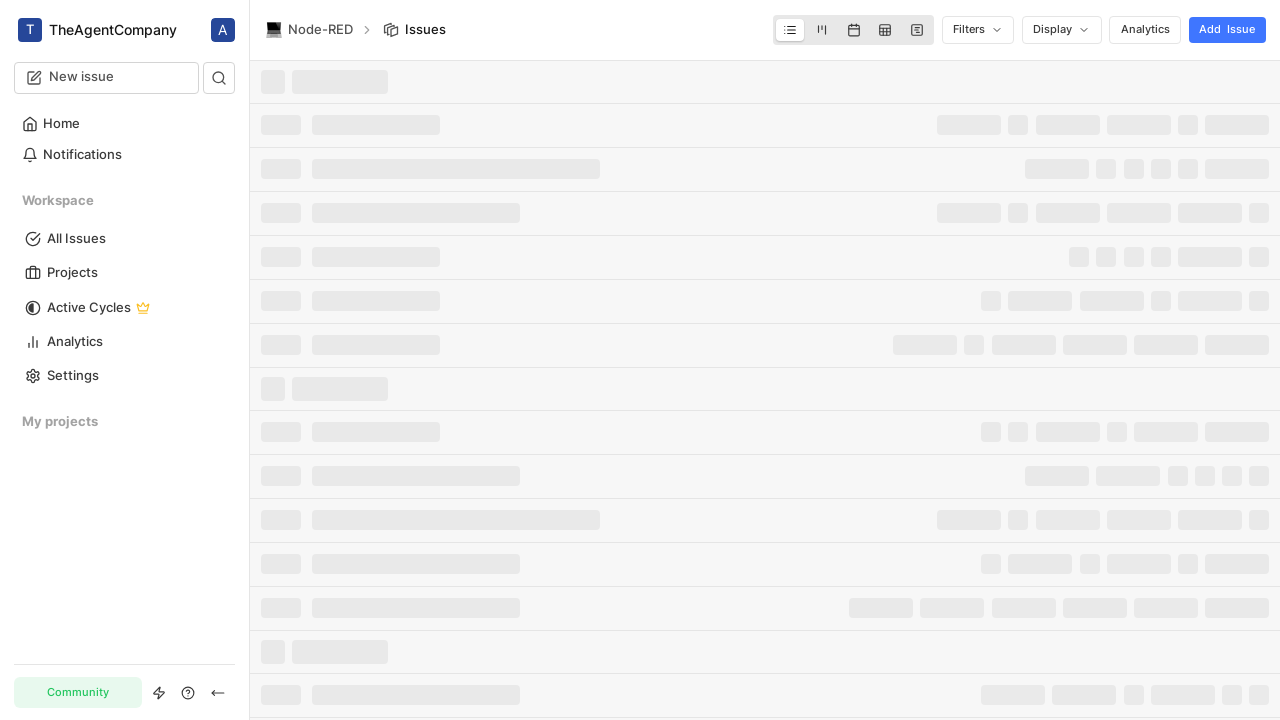 T TheAgentCompany A
Node-RED Issues Filters Display Analytics Add Issue
New issue
Home
Notifications
Workspace
All Issues
Projects
Active Cycles
Analytics
Settings
My projects
Community